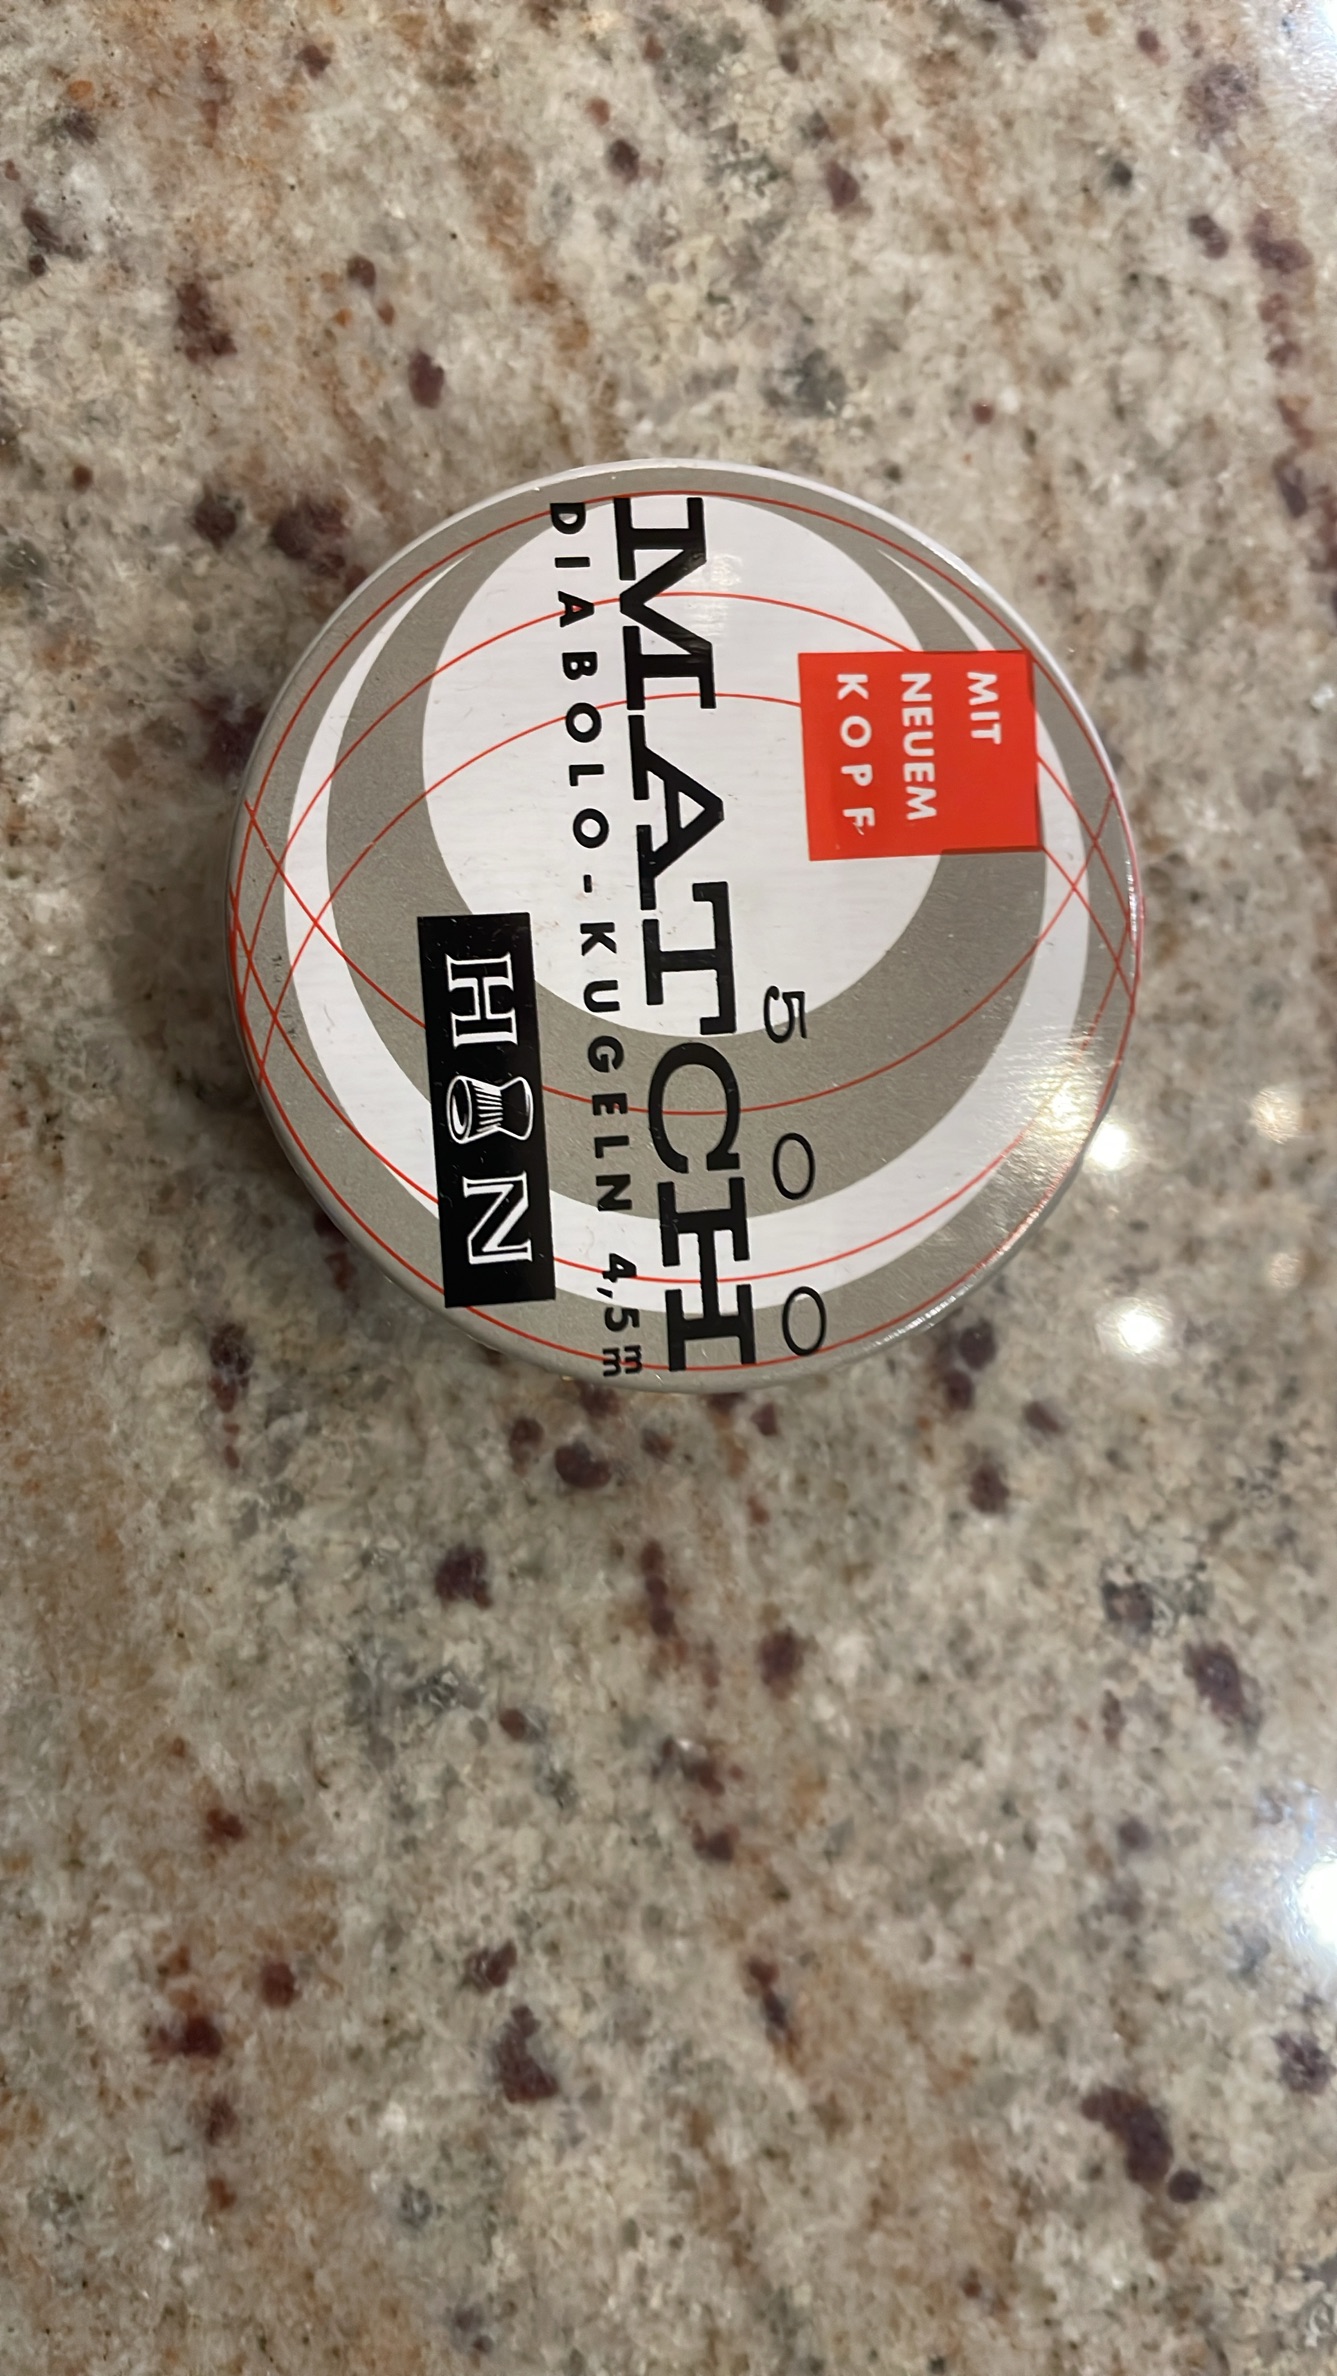 MIT
NEUEM
KOPF
500
MATCH
DIABOLO-KUGELN 4,5mm
H N